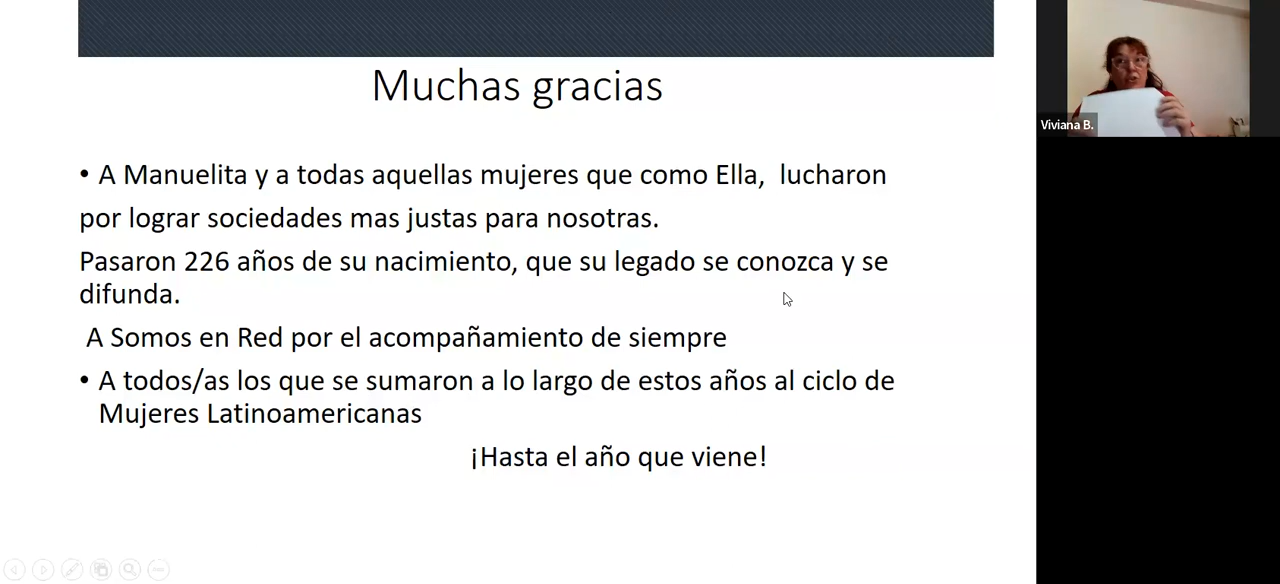 Muchas gracias
• A Manuelita y a todas aquellas mujeres que como Ella, lucharon
por lograr sociedades mas justas para nosotras.
Pasaron 226 años de su nacimiento, que su legado se conozca y se
difunda.
A Somos en Red por el acompañamiento de siempre
• A todos/as los que se sumaron a lo largo de estos años al ciclo de
Mujeres Latinoamericanas
¡Hasta el año que viene!
Viviana B.